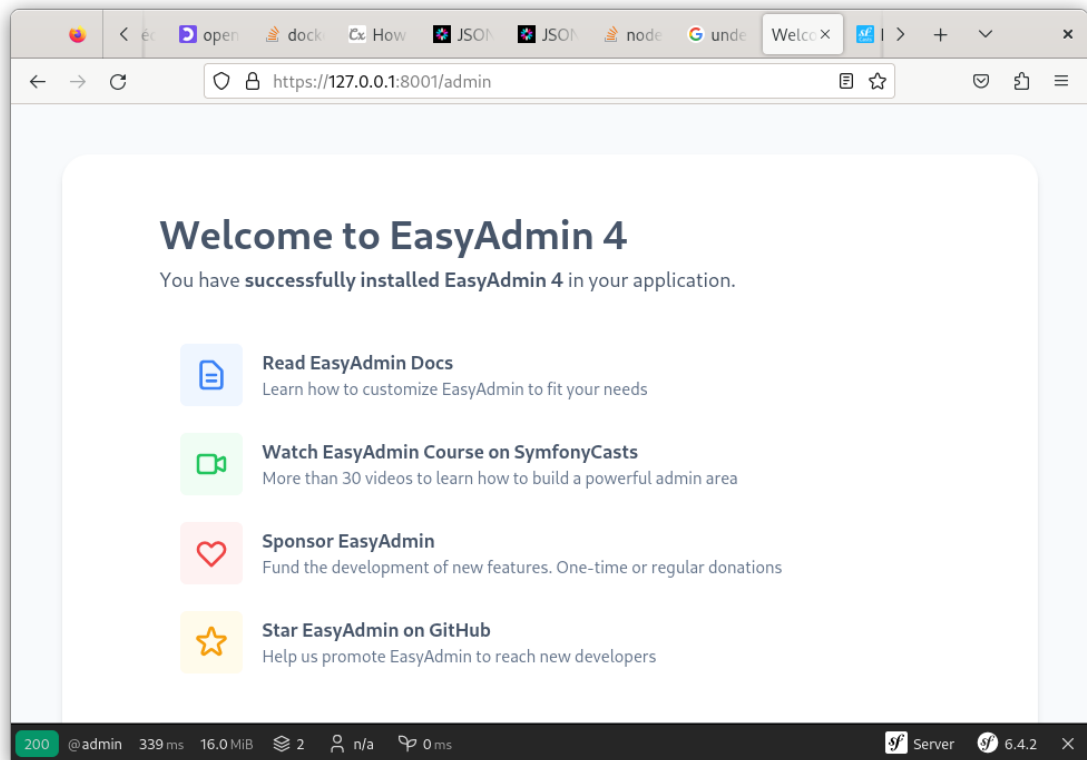 éc open dock Ex How JSON JSON node G unde Welco
https://127.0.0.1:8001/admin
Welcome to EasyAdmin 4
You have successfully installed EasyAdmin 4 in your application.
Read EasyAdmin Docs
Learn how to customize EasyAdmin to fit your needs
Watch EasyAdmin Course on SymfonyCasts
More than 30 videos to learn how to build a powerful admin area
Sponsor EasyAdmin
Fund the development of new features. One-time or regular donations
Star EasyAdmin on GitHub
Help us promote EasyAdmin to reach new developers
200 @admin 339 ms 16.0 MiB 2 n/a 0 ms sf Server sf 6.4.2